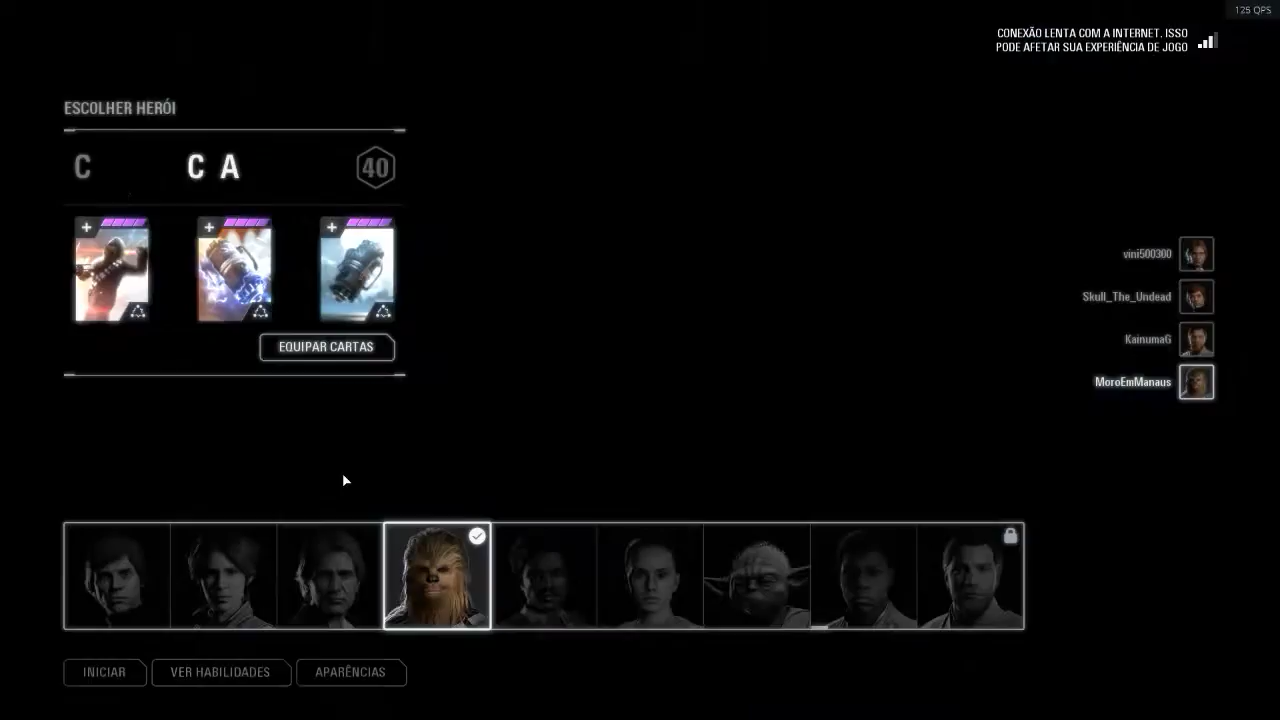 125 QPS
CONEXÃO LENTA COM A INTERNET. ISSO
PODE AFETAR SUA EXPERIÊNCIA DE JOGO
ESCOLHER HERÓI
C C A 40
EQUIPAR CARTAS
vini500300
Skull_The_Undead
KainumaG
MoroEmManaus
INICIAR VER HABILIDADES APARÊNCIAS